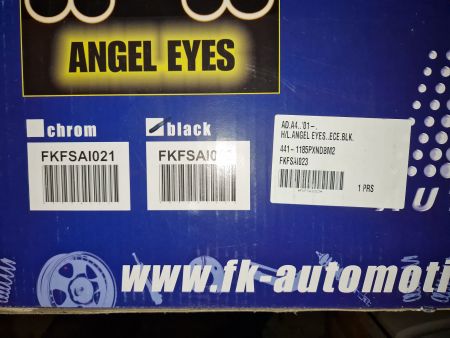 ANGEL EYES
chrom
FKFSAI021
black
AD.A4..'01-.
H/L.ANGEL EYES..ECE.BLK.
441-1185PXNDBM2
FKFSAI023
1 PRS
www.fk-automoti